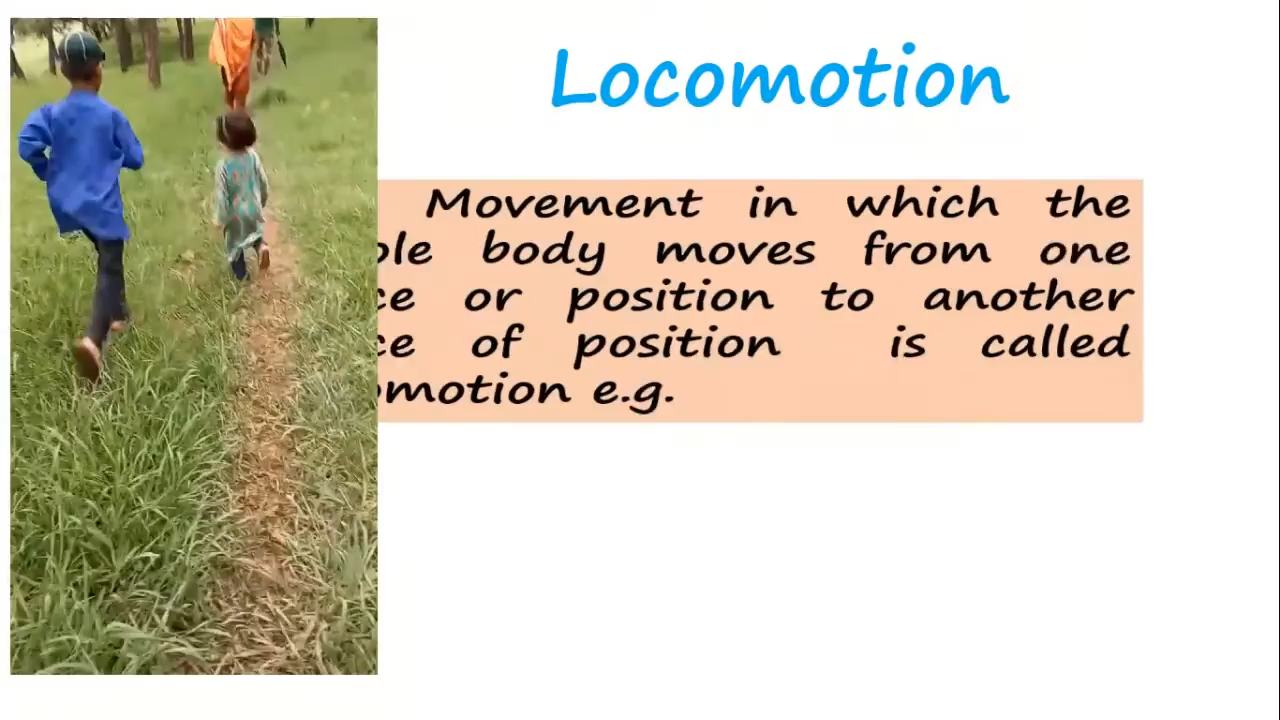 Locomotion
Movement in which the
body moves from one
or position to another
of position is called
e.g.